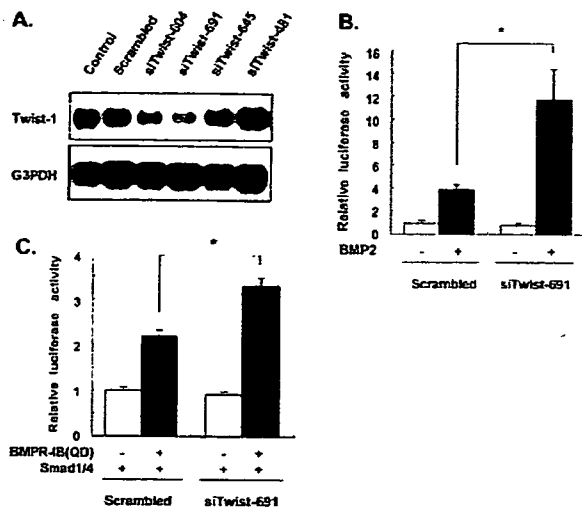 A.
Control
Scrambled
siTwist-604
siTwist-691
siTwist-645
siTwist-481
Twist-1
G3PDH
B.
Relative luciferase activity
16
14
12
10
8
6
4
2
0
*
BMP2
- + - +
Scrambled siTwist-691
C.
Relative luciferase activity
4
3
2
1
0
*
BMPR-IB(QD) - + - +
Smad1/4 + + + +
Scrambled siTwist-691